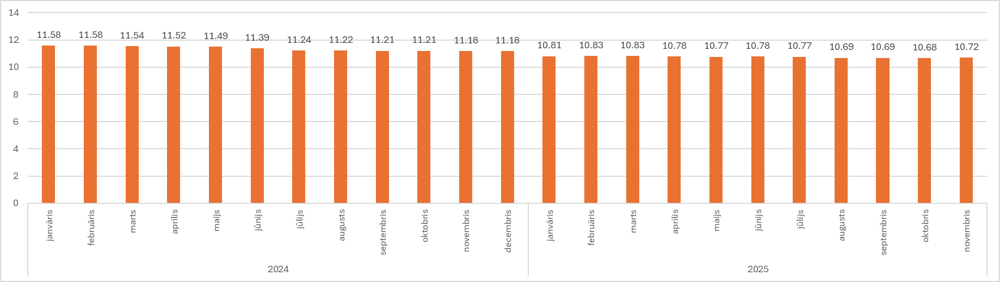 14
12
10
8
6
4
2
0
11.58 11.58 11.54 11.52 11.49 11.39 11.24 11.22 11.21 11.21 11.18 11.18 10.81 10.83 10.83 10.78 10.77 10.78 10.77 10.69 10.69 10.68 10.72
janvāris
februāris
marts
aprīlis
maijs
jūnijs
jūlijs
augusts
septembris
oktobris
novembris
decembris
janvāris
februāris
marts
aprīlis
maijs
jūnijs
jūlijs
augusts
septembris
oktobris
novembris
2024 2025